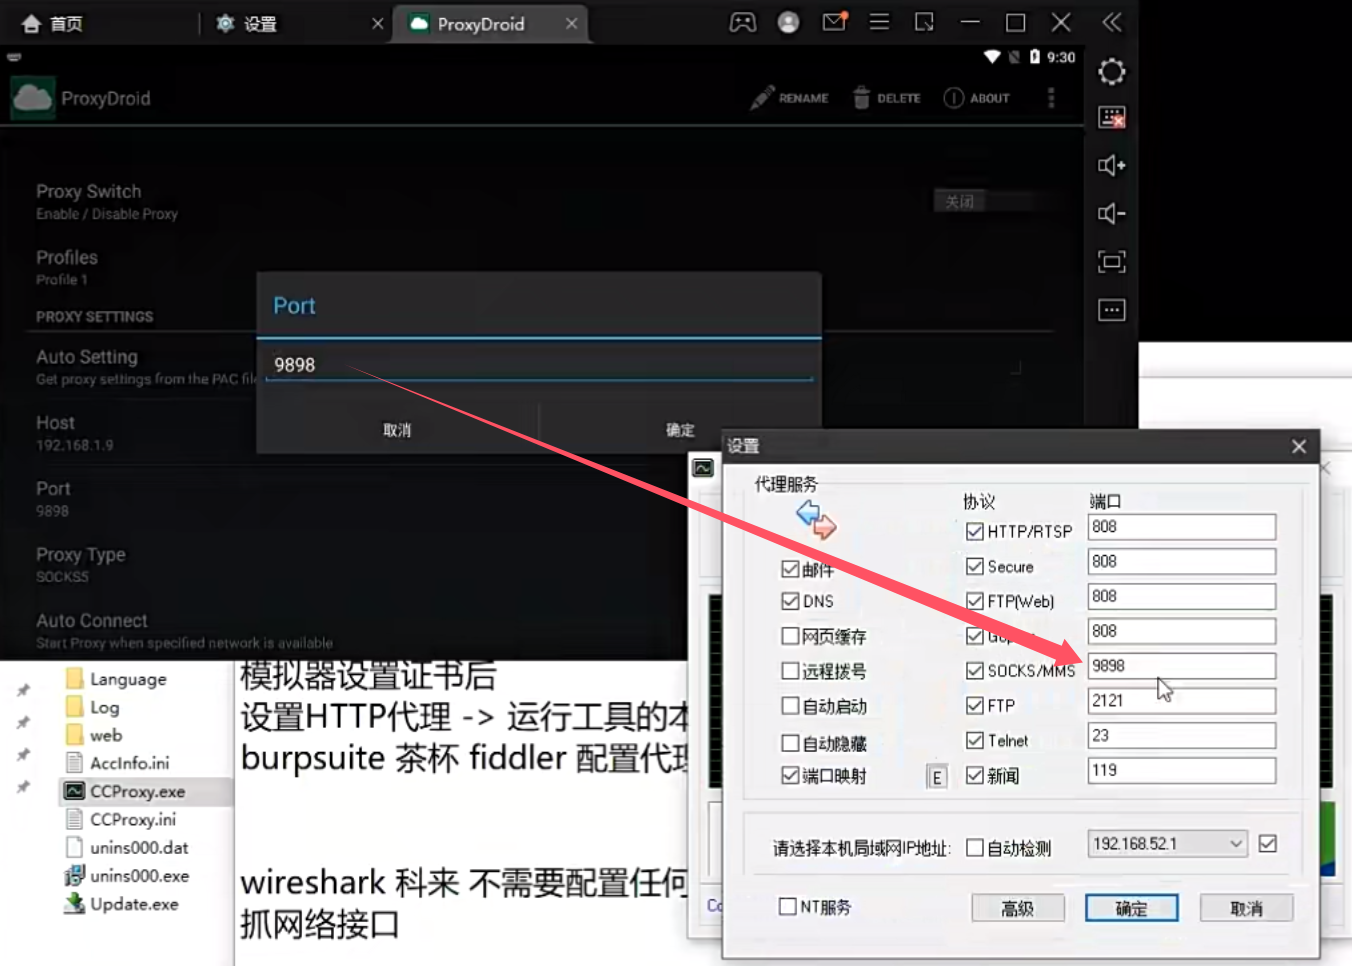 首页
设置
ProxyDroid
9:30
ProxyDroid
RENAME
DELETE
ABOUT
Proxy Switch
Enable / Disable Proxy
关闭
Profiles
Profile 1
PROXY SETTINGS
Auto Setting
Get proxy settings from the PAC
Host
192.168.1.9
Port
9898
Proxy Type
SOCKS5
Auto Connect
Start Proxy when specified network is available
Port
9898
取消
确定
Language
Log
web
AccInfo.ini
CCProxy.exe
CCProxy.ini
unins000.dat
unins000.exe
Update.exe
模拟器设置证书后
设置HTTP代理 -> 运行工具的本
burpsuite 茶杯 fiddler 配置代理
wireshark 科来 不需要配置任何
抓网络接口
设置
代理服务
协议
端口
HTTP/RTSP
808
邮件
Secure
808
DNS
FTP(Web)
808
网页缓存
808
远程拨号
SOCKS/MMS
9898
自动启动
FTP
2121
自动隐藏
Telnet
23
端口映射
E
新闻
119
请选择本机局域网IP地址:
自动检测
192.168.52.1
NT服务
高级
确定
取消